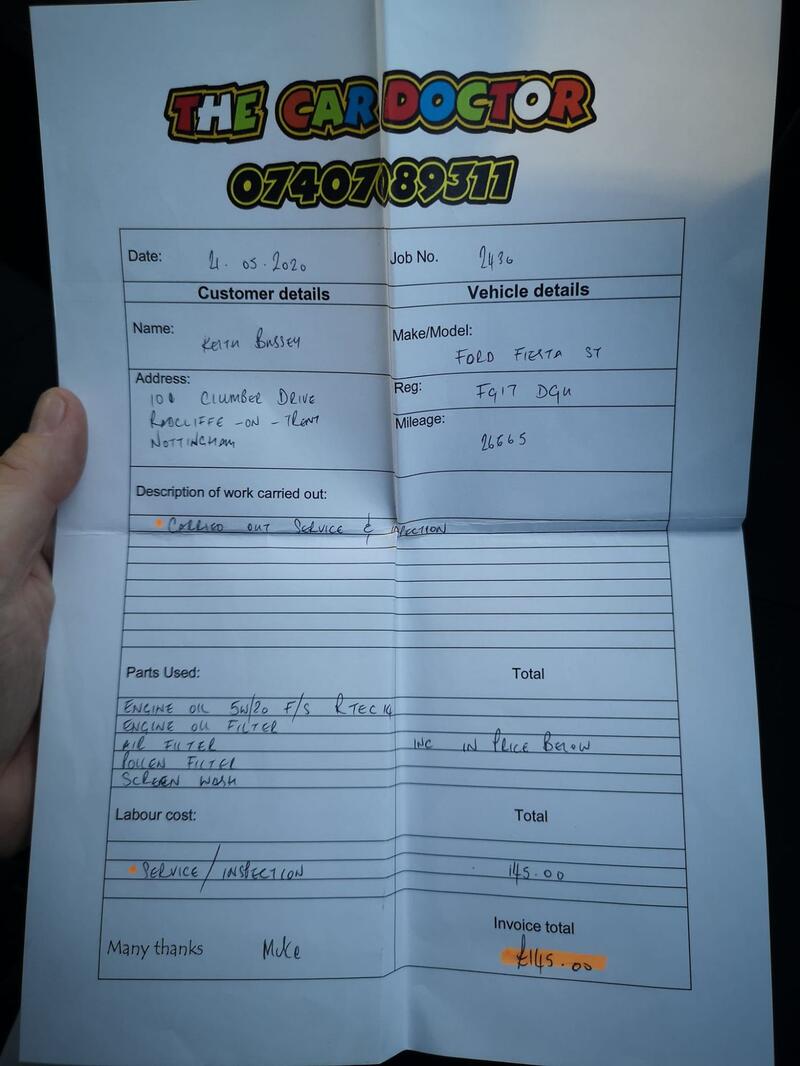 THE CAR DOCTOR
07407089311
Date: 21.05.2020 Job No. 2436
Customer details Vehicle details
Name: KEITH BUSSEY
Make/Model: FORD FIESTA ST
Address: Reg: FG17 DGU
CLUMBER DRIVE
RADCLIFFE-ON-TRENT
NOTTINGHAM
Mileage: 26665
Description of work carried out:
CARRIED OUT SERVICE & INPECTION
Parts Used: Total
ENGINE OIL 5W/20 F/S RTEC 14
ENGINE OIL FILTER
AIR FILTER INC IN PRICE BELOW
POLLEN FILTER
SCREEN WASH
Labour cost: Total
SERVICE/INSPECTION 145.00
Invoice total
Many thanks Mike £145.00